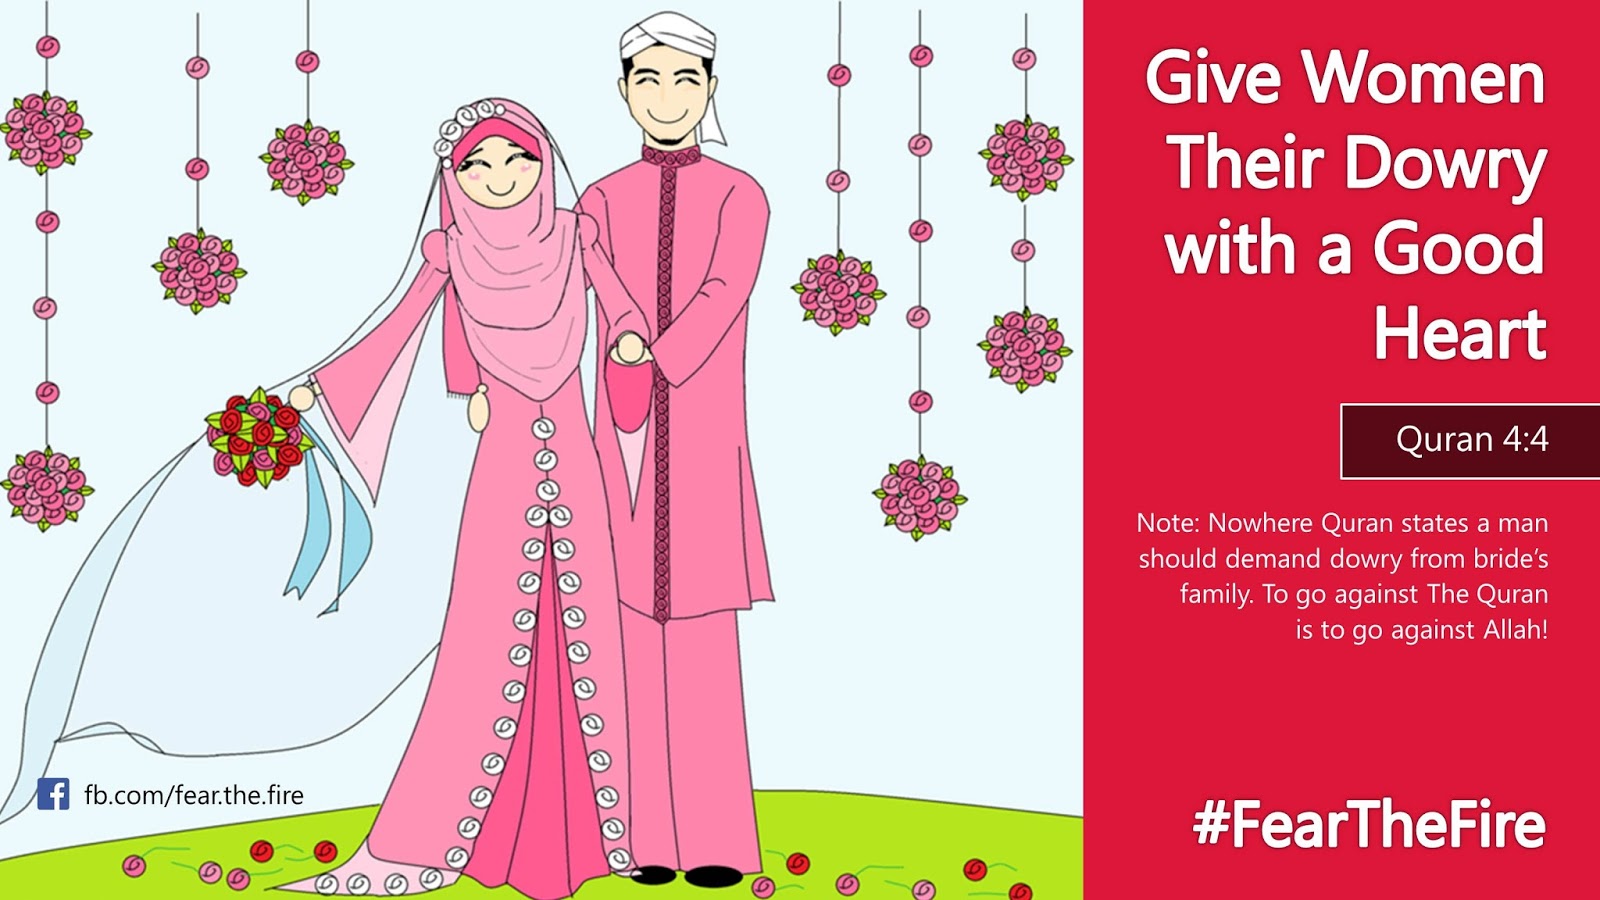 Give Women
Their Dowry
with a Good
Heart
Quran 4:4
Note: Nowhere Quran states a man
should demand dowry from bride's
family. To go against The Quran
is to go against Allah!
fb.com/fear.the.fire
#FearTheFire